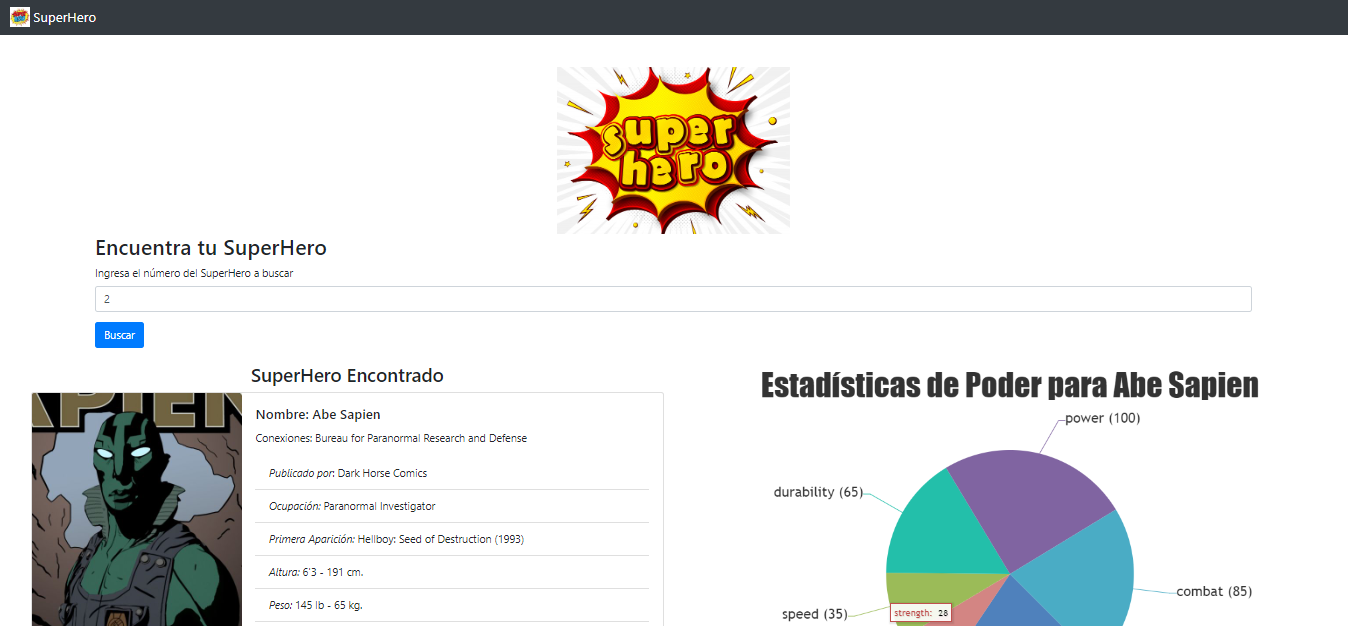 SuperHero
super
hero
Encuentra tu SuperHero
Ingresa el número del SuperHero a buscar
2
Buscar
SuperHero Encontrado
Nombre: Abe Sapien
Conexiones: Bureau for Paranormal Research and Defense
Publicado por: Dark Horse Comics
Ocupación: Paranormal Investigator
Primera Aparición: Hellboy: Seed of Destruction (1993)
Altura: 6'3 - 191 cm.
Peso: 145 lb - 65 kg.
Estadísticas de Poder para Abe Sapien
power (100)
durability (65)
combat (85)
speed (35)
strength: 28